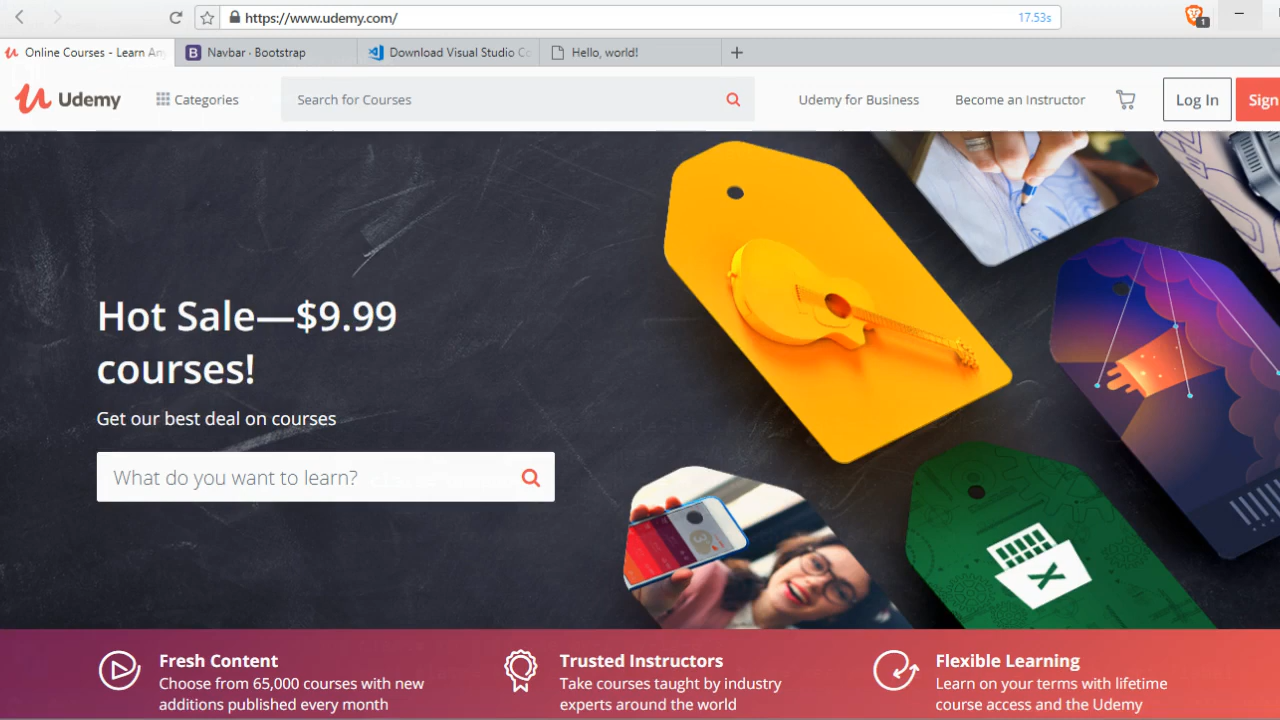 https://www.udemy.com/
17.53s
1
Online Courses - Learn An
Navbar · Bootstrap
Download Visual Studio Co
Hello, world!
Udemy
Categories
Search for Courses
Udemy for Business
Become an Instructor
Log In
Sign
Hot Sale—$9.99
courses!
Get our best deal on courses
What do you want to learn?
Fresh Content
Choose from 65,000 courses with new
additions published every month
Trusted Instructors
Take courses taught by industry
experts around the world
Flexible Learning
Learn on your terms with lifetime
course access and the Udemy